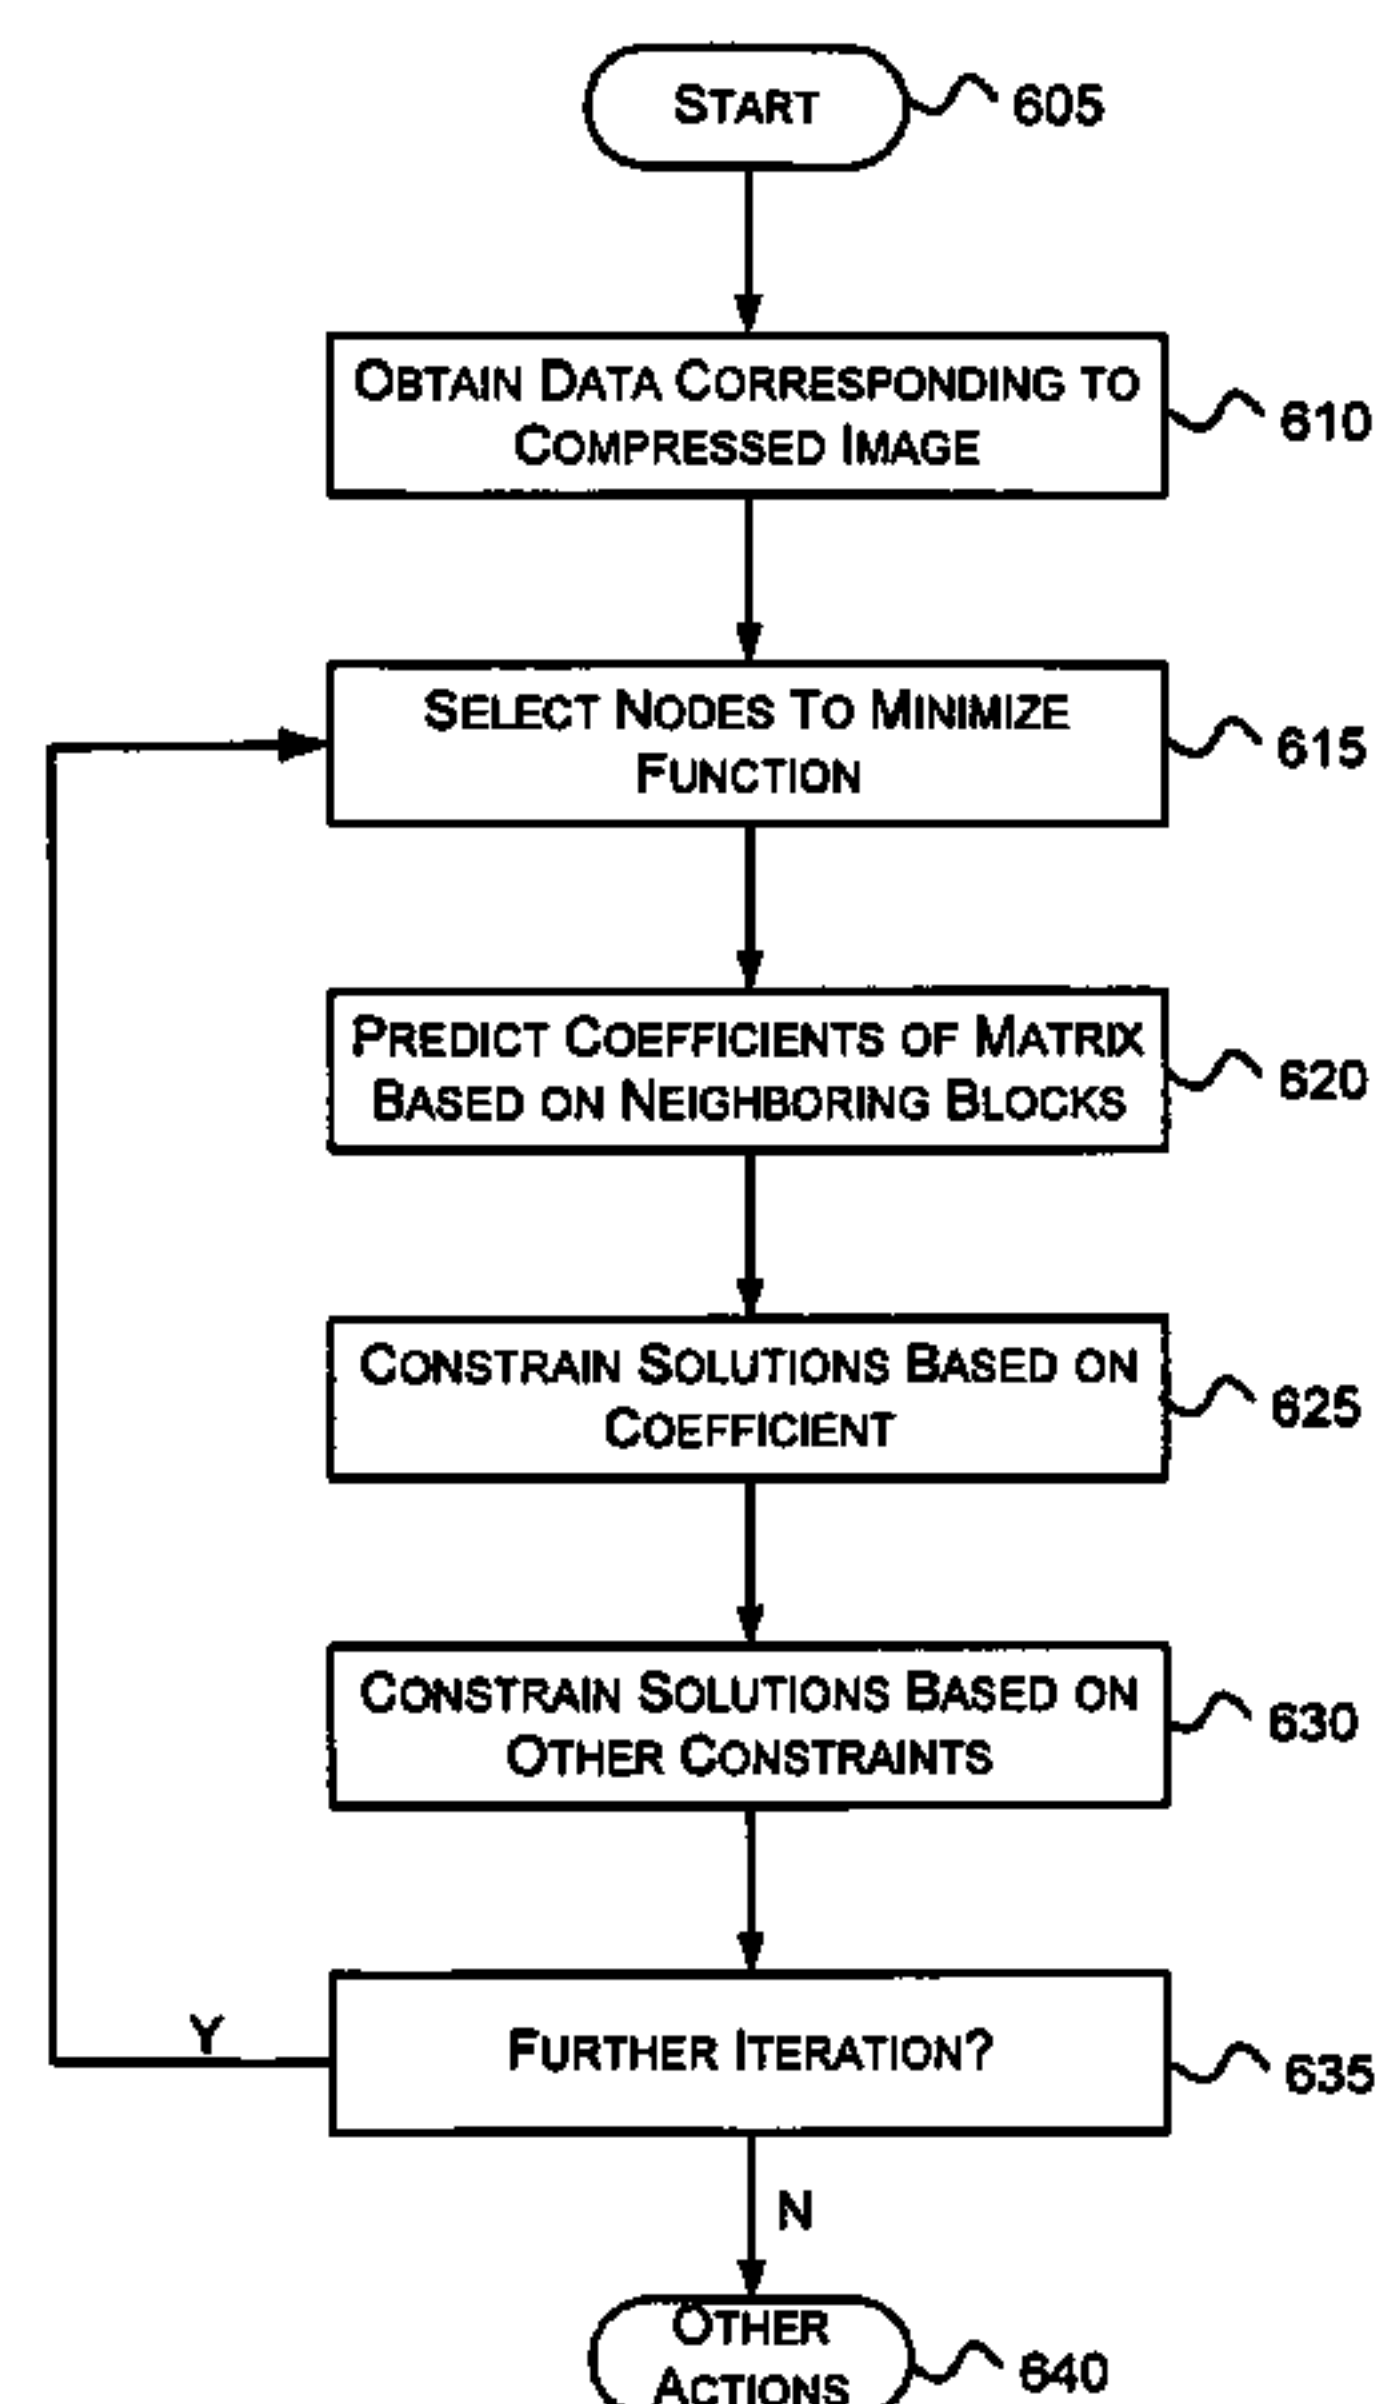 START
605
OBTAIN DATA CORRESPONDING TO
COMPRESSED IMAGE
610
SELECT NODES TO MINIMIZE
FUNCTION
615
PREDICT COEFFICIENTS OF MATRIX
BASED ON NEIGHBORING BLOCKS
620
CONSTRAIN SOLUTIONS BASED ON
COEFFICIENT
625
CONSTRAIN SOLUTIONS BASED ON
OTHER CONSTRAINTS
630
FURTHER ITERATION?
635
Y
N
OTHER
ACTIONS
640